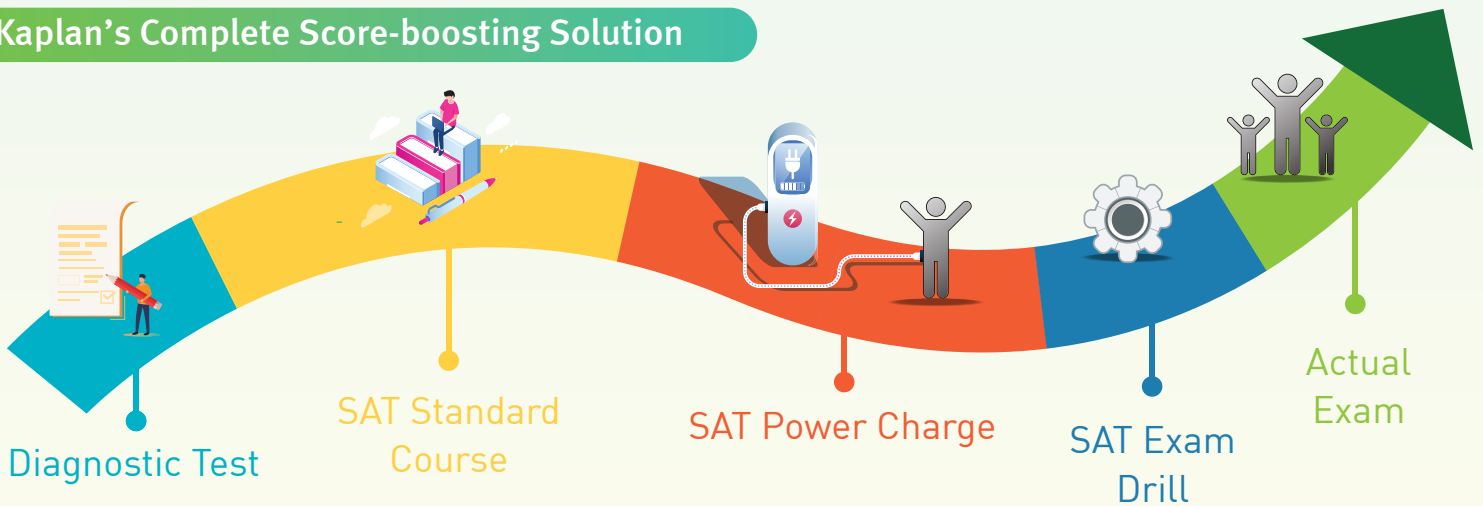 Kaplan’s Complete Score-boosting Solution
Diagnostic Test
SAT Standard
Course
SAT Power Charge
SAT Exam
Drill
Actual
Exam